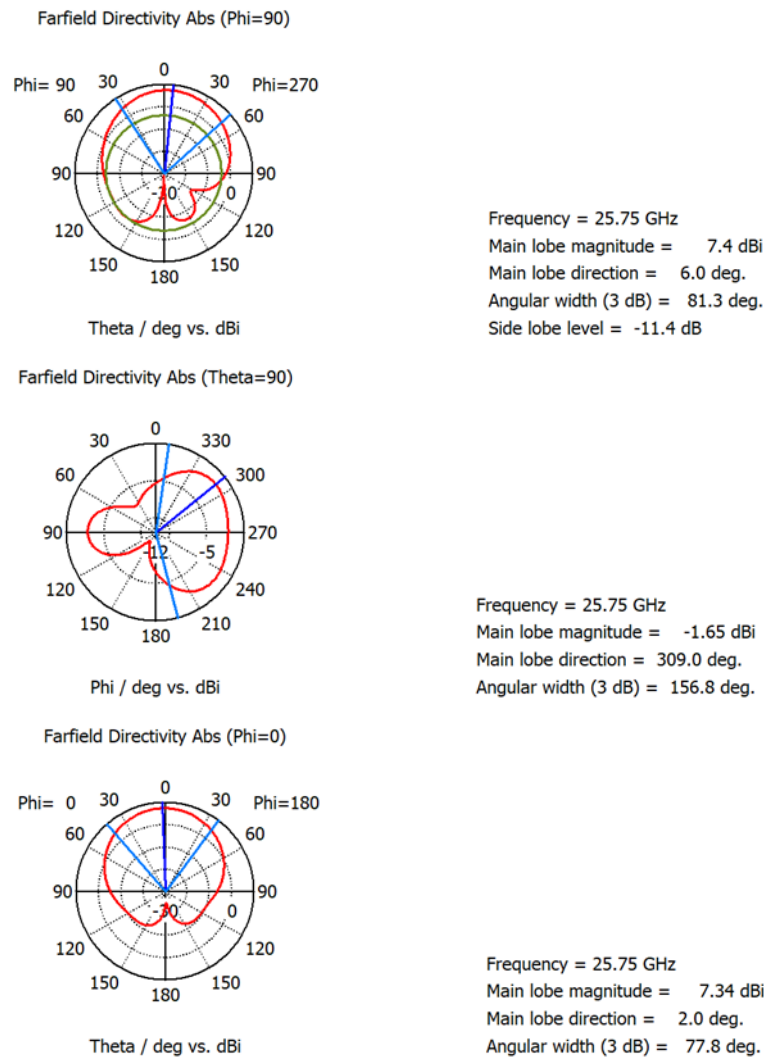 Farfield Directivity Abs (Phi=90)
0
Phi= 90 30 30 Phi=270
60 60
90 -30 0 90
120 120
150 150
180
Theta / deg vs. dBi
Frequency = 25.75 GHz
Main lobe magnitude = 7.4 dBi
Main lobe direction = 6.0 deg.
Angular width (3 dB) = 81.3 deg.
Side lobe level = -11.4 dB
Farfield Directivity Abs (Theta=90)
0
30 330
60 300
90 -12 -5 270
120 240
150 210
180
Phi / deg vs. dBi
Frequency = 25.75 GHz
Main lobe magnitude = -1.65 dBi
Main lobe direction = 309.0 deg.
Angular width (3 dB) = 156.8 deg.
Farfield Directivity Abs (Phi=0)
0
Phi= 0 30 30 Phi=180
60 60
90 -30 0 90
120 120
150 150
180
Theta / deg vs. dBi
Frequency = 25.75 GHz
Main lobe magnitude = 7.34 dBi
Main lobe direction = 2.0 deg.
Angular width (3 dB) = 77.8 deg.